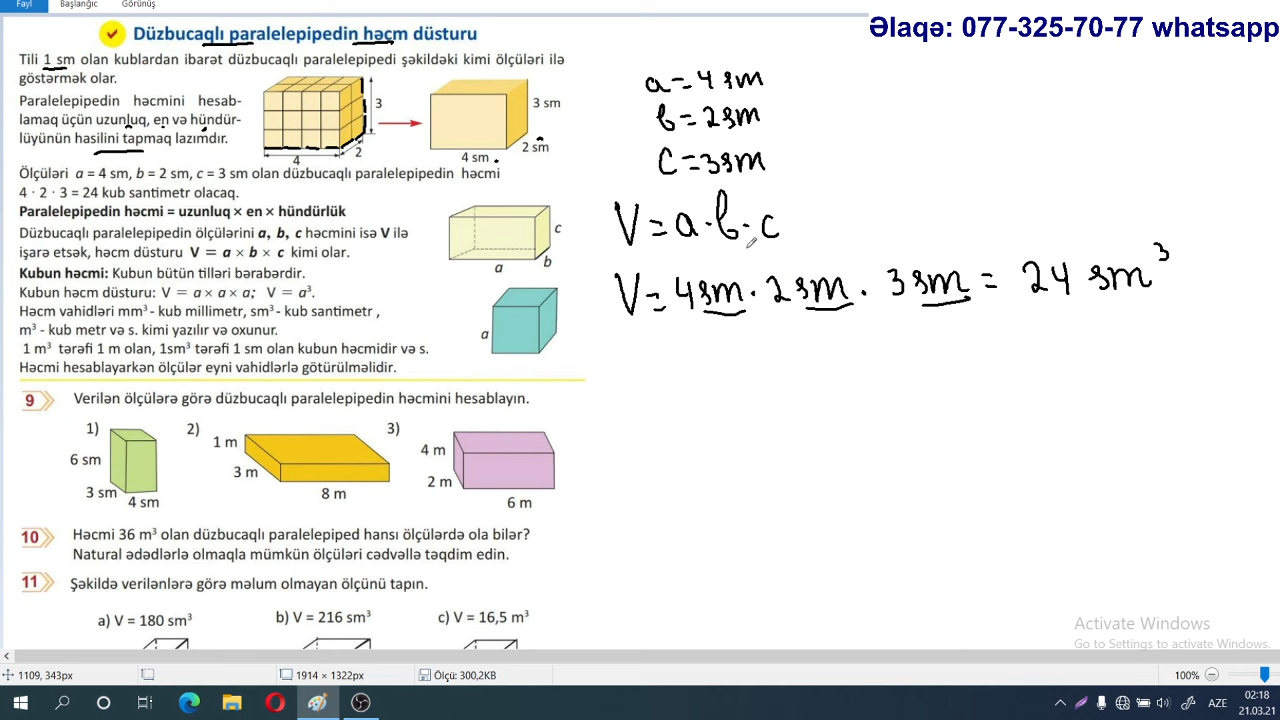 Fayl Başlanğıc Görünüş
Əlaqə: 077-325-70-77 whatsapp
Düzbucaqlı paralelepipedin həcm düsturu
Tili 1 sm olan kublardan ibarət düzbucaqlı paralelepipedi şəkildəki kimi ölçüləri ilə
göstərmək olar.
Paralelepipedin həcmini hesab-
lamaq üçün uzunluq, en və hündür-
lüyünün hasilini tapmaq lazımdır.
3
4
2
3 sm
2 sm
4 sm
Ölçüləri a = 4 sm, b = 2 sm, c = 3 sm olan düzbucaqlı paralelepipedin həcmi
4 · 2 · 3 = 24 kub santimetr olacaq.
Paralelepipedin həcmi = uzunluq × en × hündürlük
Düzbucaqlı paralelepipedin ölçülərini a, b, c həcmini isə V ilə
işarə etsək, həcm düsturu V = a × b × c kimi olar.
Kubun həcmi: Kubun bütün tilləri bərabərdir.
Kubun həcm düsturu: V = a × a × a; V = a³.
Həcm vahidləri mm³ - kub millimetr, sm³ - kub santimetr ,
m³ - kub metr və s. kimi yazılır və oxunur.
1 m³ tərəfi 1 m olan, 1sm³ tərəfi 1 sm olan kubun həcmidir və s.
Həcmi hesablayarkən ölçülər eyni vahidlərlə götürülməlidir.
c
b
a
a
a = 4 sm
b = 2 sm
c = 3 sm
V = a · b · c
V = 4 sm · 2 sm · 3 sm = 24 sm³
9 Verilən ölçülərə görə düzbucaqlı paralelepipedin həcmini hesablayın.
1) 2) 3)
6 sm
3 sm
4 sm
1 m
3 m
8 m
4 m
2 m
6 m
10 Həcmi 36 m³ olan düzbucaqlı paralelepiped hansı ölçülərdə ola bilər?
Natural ədədlərlə olmaqla mümkün ölçüləri cədvəllə təqdim edin.
11 Şəkildə verilənlərə görə məlum olmayan ölçünü tapın.
a) V = 180 sm³ b) V = 216 sm³ c) V = 16,5 m³
Activate Windows
Go to Settings to activate Windows.
1109, 343px 1914 × 1322px Ölçü: 300,2KB 100%
AZE 02:18
21.03.21